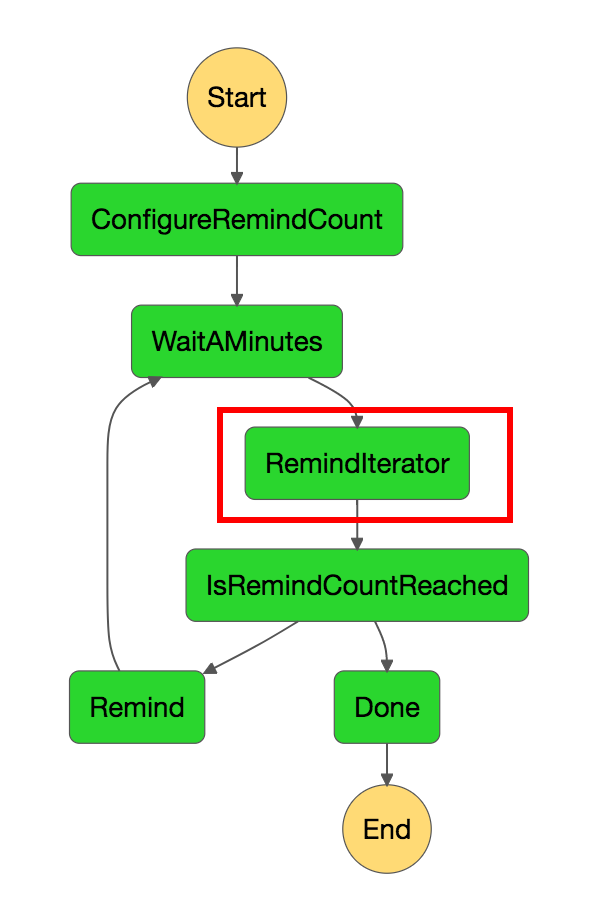 Start
ConfigureRemindCount
WaitAMinutes
RemindIterator
IsRemindCountReached
Remind
Done
End